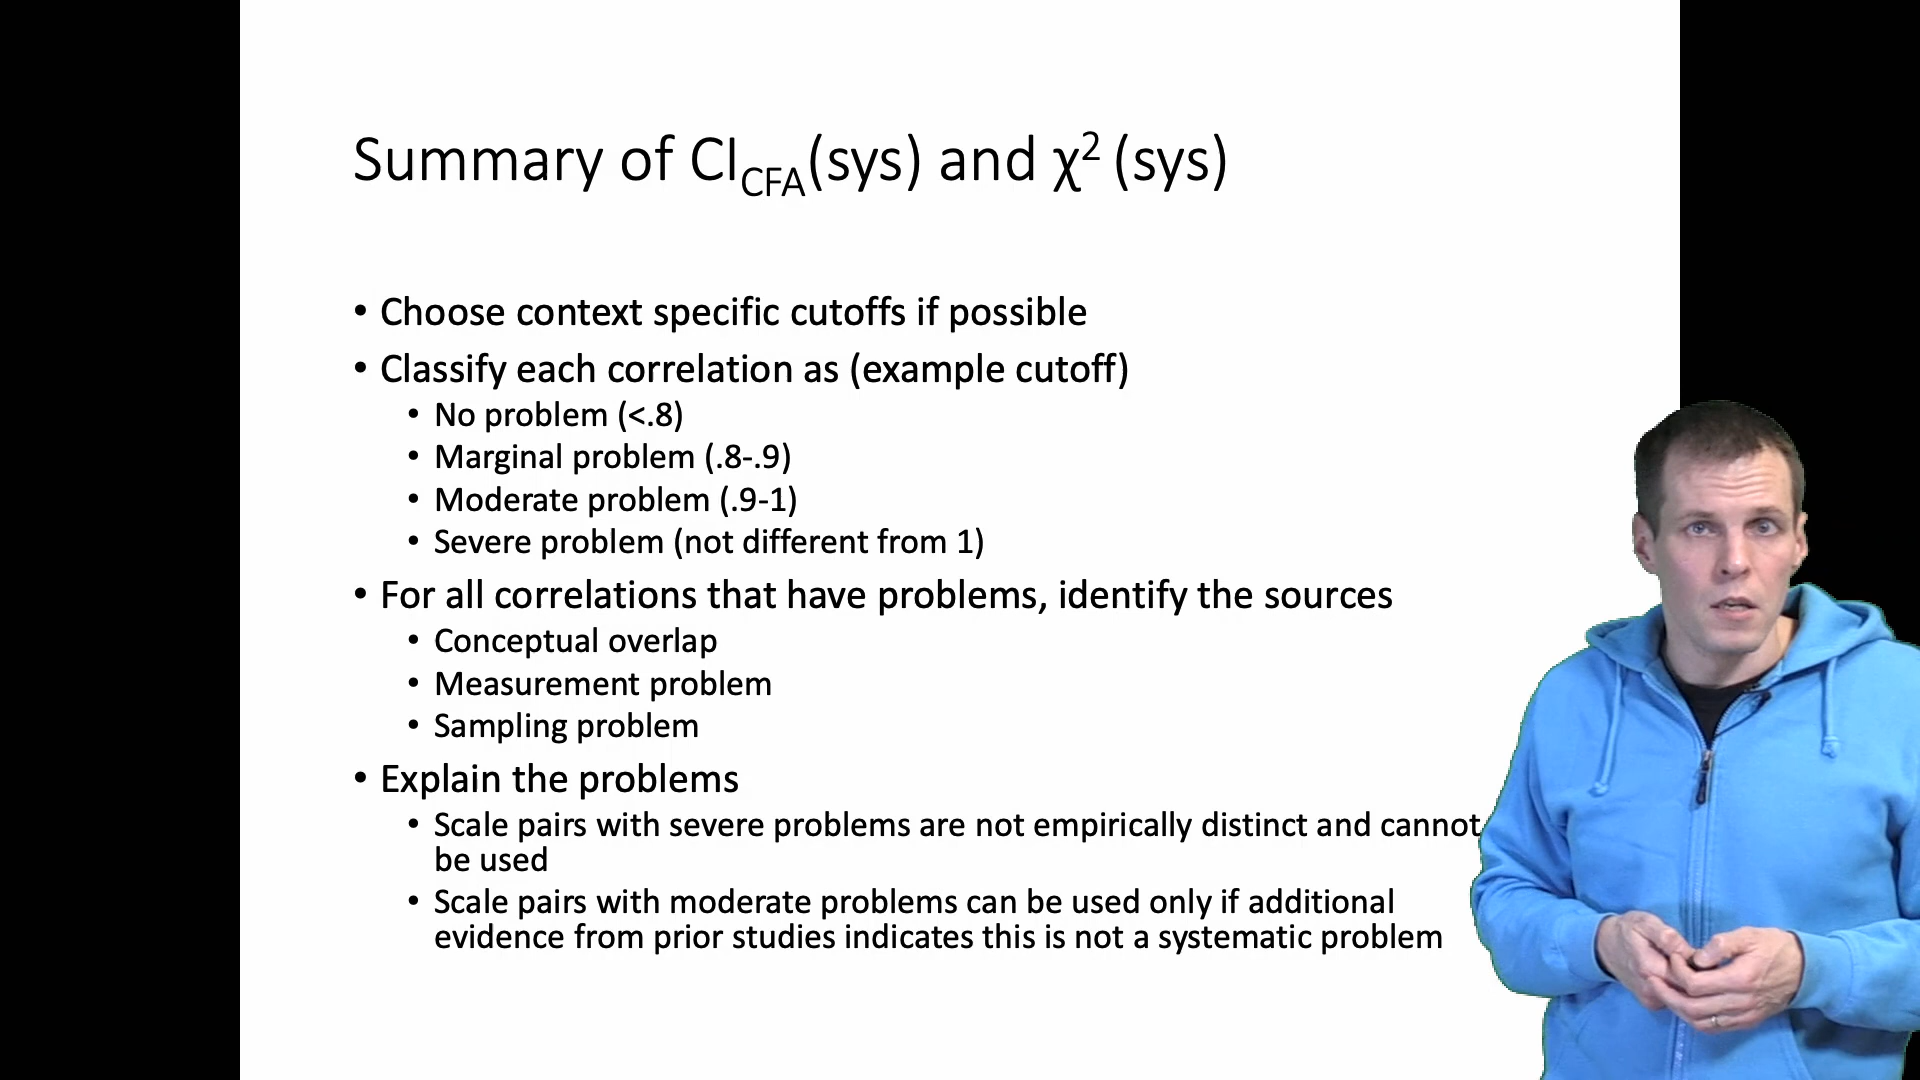 Summary of CI_CFA(sys) and χ² (sys)
• Choose context specific cutoffs if possible
• Classify each correlation as (example cutoff)
• No problem (<.8)
• Marginal problem (.8-.9)
• Moderate problem (.9-1)
• Severe problem (not different from 1)
• For all correlations that have problems, identify the sources
• Conceptual overlap
• Measurement problem
• Sampling problem
• Explain the problems
• Scale pairs with severe problems are not empirically distinct and cannot
be used
• Scale pairs with moderate problems can be used only if additional
evidence from prior studies indicates this is not a systematic problem